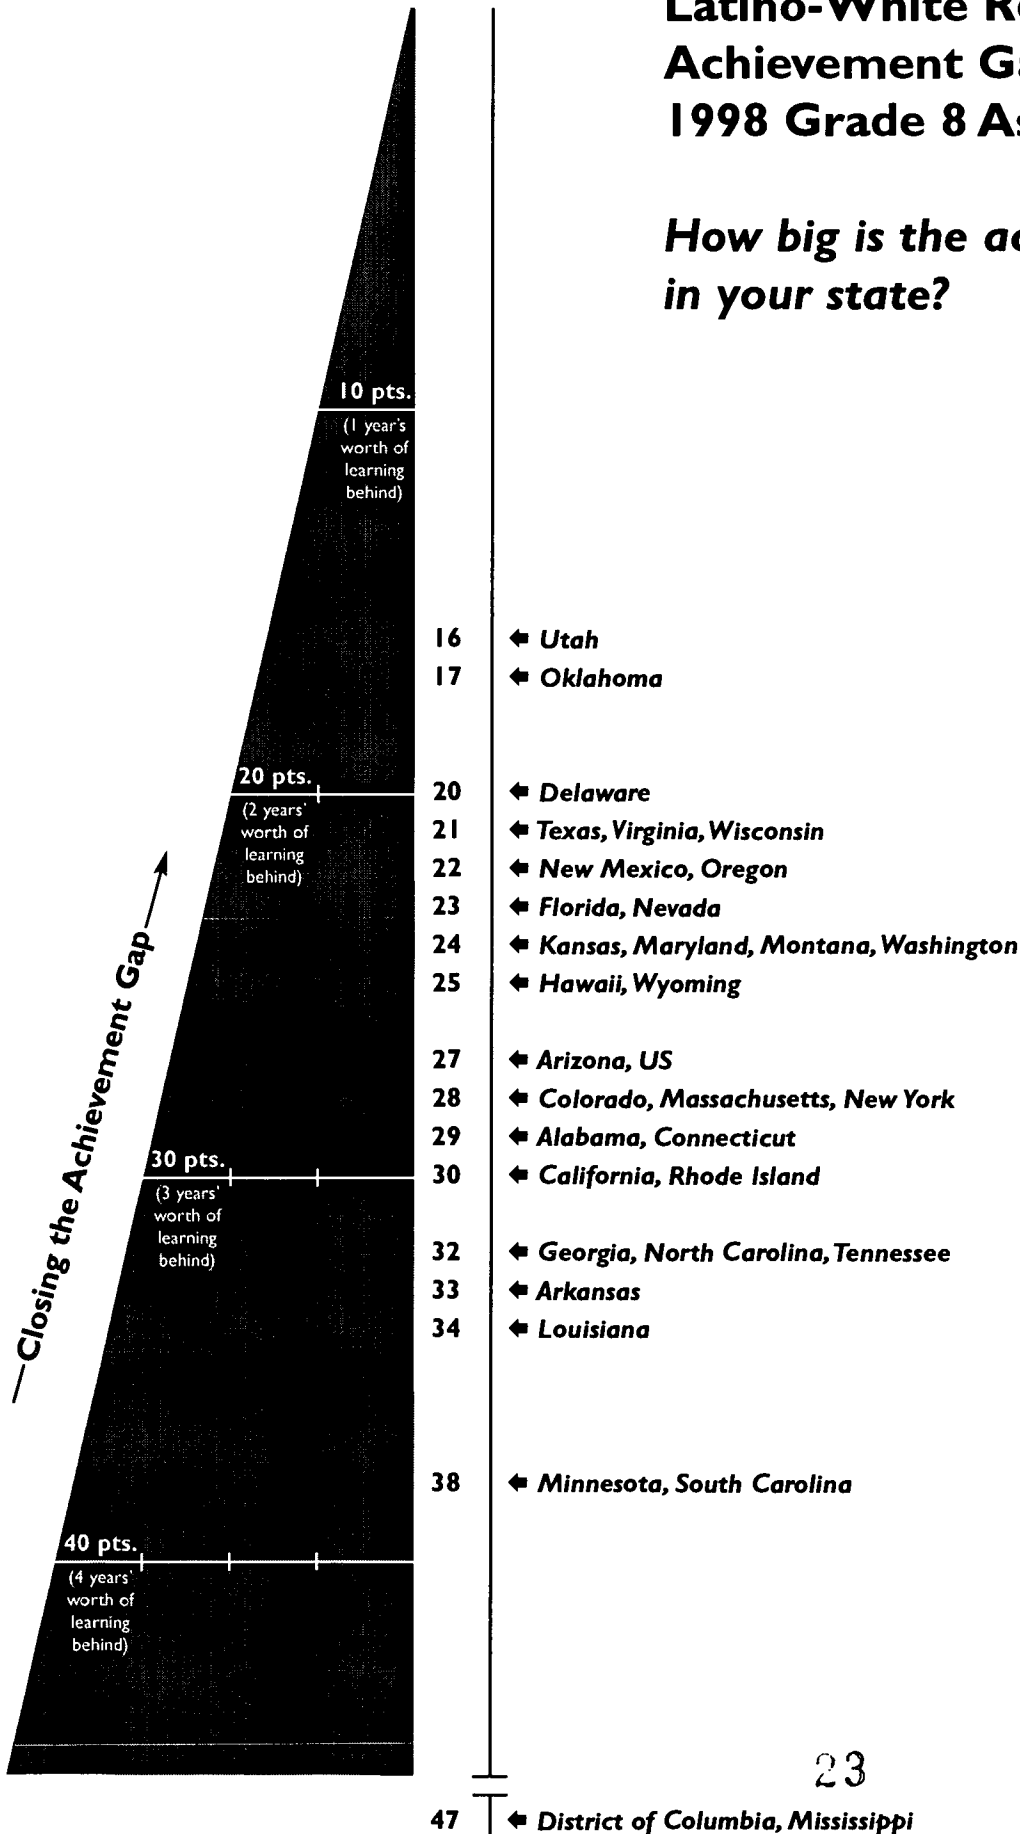 Latino-White
Achievement
1998 Grade 8
How big is the
in your state?
10 pts.
(1 year's
worth of
learning
behind)
16 Utah
17 Oklahoma
20 pts.
(2 years'
worth of
learning
behind)
20 Delaware
21 Texas, Virginia, Wisconsin
22 New Mexico, Oregon
23 Florida, Nevada
24 Kansas, Maryland, Montana, Washington
25 Hawaii, Wyoming
Closing the Achievement Gap
27 Arizona, US
28 Colorado, Massachusetts, New York
29 Alabama, Connecticut
30 pts.
(3 years'
worth of
learning
behind)
30 California, Rhode Island
32 Georgia, North Carolina, Tennessee
33 Arkansas
34 Louisiana
38 Minnesota, South Carolina
40 pts.
(4 years'
worth of
learning
behind)
23
47 District of Columbia, Mississippi